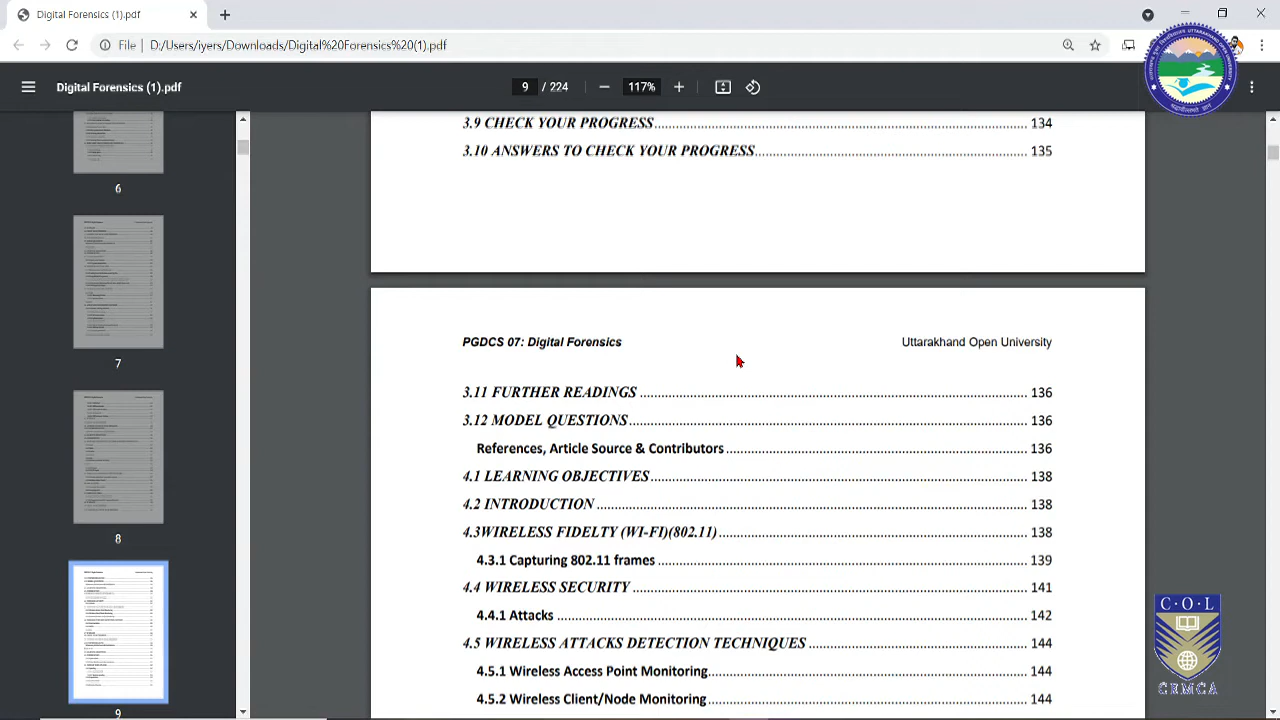 Digital Forensics (1).pdf
File | D:/Users/iyers/Downloads/Digital%20Forensics%20(1).pdf
Digital Forensics (1).pdf
9 / 224
117%
3.9 CHECK YOUR PROGRESS 134
3.10 ANSWERS TO CHECK YOUR PROGRESS 135
PGDCS 07: Digital Forensics Uttarakhand Open University
3.11 FURTHER READINGS 136
3.12 MODEL QUESTIONS 136
References, Article Source & Contributors 136
4.1 LEARNING OBJECTIVES 138
4.2 INTRODUCTION 138
4.3WIRELESS FIDELTY (WI-FI)(802.11) 138
4.3.1 Capturing 802.11 frames 139
4.4 WIRELESS SECURITY 141
4.4.1 Attacks 142
4.5 WIRELESS ATTACKS DETECTION TECHNIQUES 144
4.5.1 Wireless Access Point Monitoring 144
4.5.2 Wireless Client/Node Monitoring 144
6
7
8
9
C·O·L
CRMCA